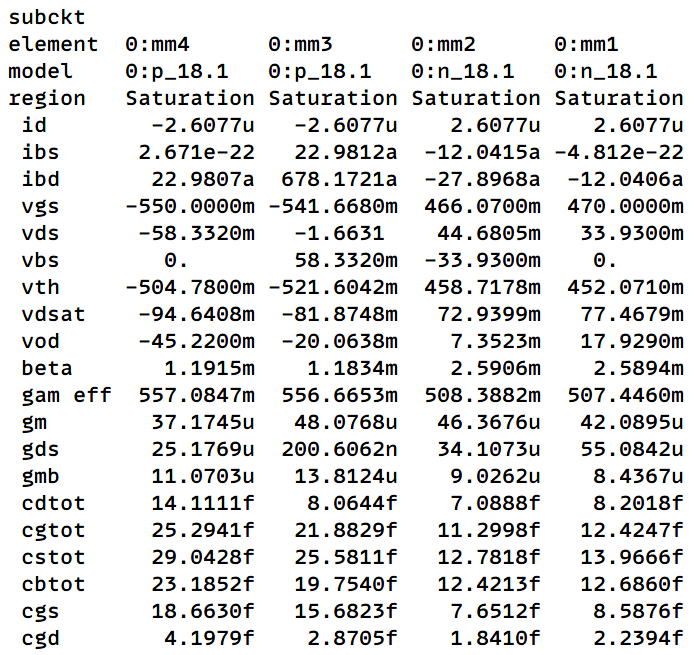 subckt
element  0:mm4      0:mm3      0:mm2      0:mm1
model    0:p_18.1   0:p_18.1   0:n_18.1   0:n_18.1
region   Saturation Saturation Saturation Saturation
 id        -2.6077u   -2.6077u    2.6077u    2.6077u
 ibs      2.671e-22   22.9812a  -12.0415a -4.812e-22
 ibd       22.9807a  678.1721a  -27.8968a  -12.0406a
 vgs     -550.0000m -541.6680m  466.0700m  470.0000m
 vds      -58.3320m   -1.6631    44.6805m   33.9300m
 vbs        0.        58.3320m  -33.9300m    0.
 vth     -504.7800m -521.6042m  458.7178m  452.0710m
 vdsat    -94.6408m  -81.8748m   72.9399m   77.4679m
 vod      -45.2200m  -20.0638m    7.3523m   17.9290m
 beta       1.1915m    1.1834m    2.5906m    2.5894m
 gam eff  557.0847m  556.6653m  508.3882m  507.4460m
 gm        37.1745u   48.0768u   46.3676u   42.0895u
 gds       25.1769u  200.6062n   34.1073u   55.0842u
 gmb       11.0703u   13.8124u    9.0262u    8.4367u
 cdtot     14.1111f    8.0644f    7.0888f    8.2018f
 cgtot     25.2941f   21.8829f   11.2998f   12.4247f
 cstot     29.0428f   25.5811f   12.7818f   13.9666f
 cbtot     23.1852f   19.7540f   12.4213f   12.6860f
 cgs       18.6630f   15.6823f    7.6512f    8.5876f
 cgd        4.1979f    2.8705f    1.8410f    2.2394f